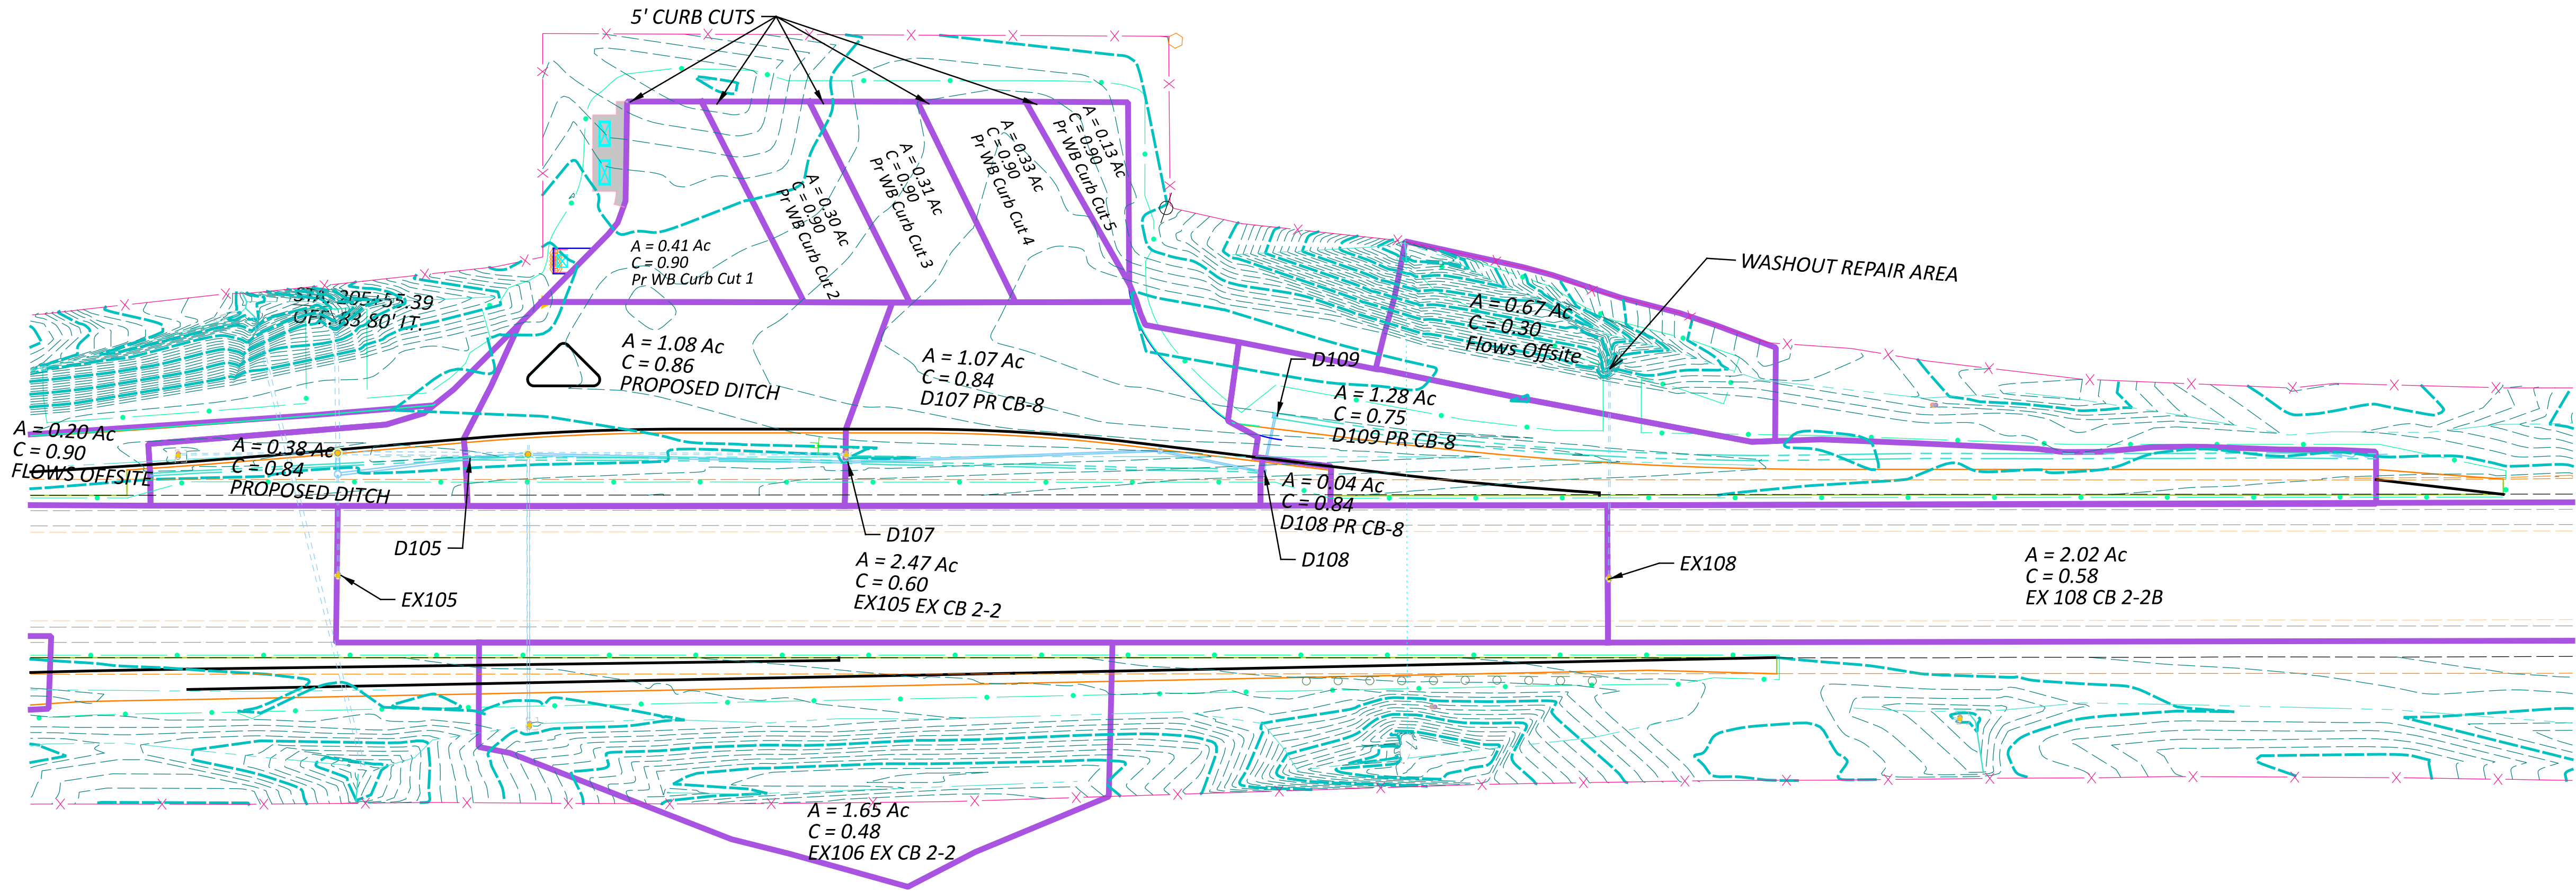 5' CURB CUTS
A = 0.13 Ac
C = 0.90
Pr WB Curb Cut 5
A = 0.33 Ac
C = 0.90
Pr WB Curb Cut 4
A = 0.31 Ac
C = 0.90
Pr WB Curb Cut 3
A = 0.30 Ac
C = 0.90
Pr WB Curb Cut 2
A = 0.41 Ac
C = 0.90
Pr WB Curb Cut 1
WASHOUT REPAIR AREA
STA. 205+55.39
OFF. 83.80' LT.
A = 0.67 Ac
C = 0.30
Flows Offsite
A = 1.08 Ac
C = 0.86
PROPOSED DITCH
A = 1.07 Ac
C = 0.84
D107 PR CB-8
D109
A = 1.28 Ac
C = 0.75
D109 PR CB-8
A = 0.20 Ac
C = 0.90
FLOWS OFFSITE
A = 0.38 Ac
C = 0.84
PROPOSED DITCH
A = 0.04 Ac
C = 0.84
D108 PR CB-8
D105
D107
D108
EX105
A = 2.47 Ac
C = 0.60
EX105 EX CB 2-2
EX108
A = 2.02 Ac
C = 0.58
EX 108 CB 2-2B
A = 1.65 Ac
C = 0.48
EX106 EX CB 2-2